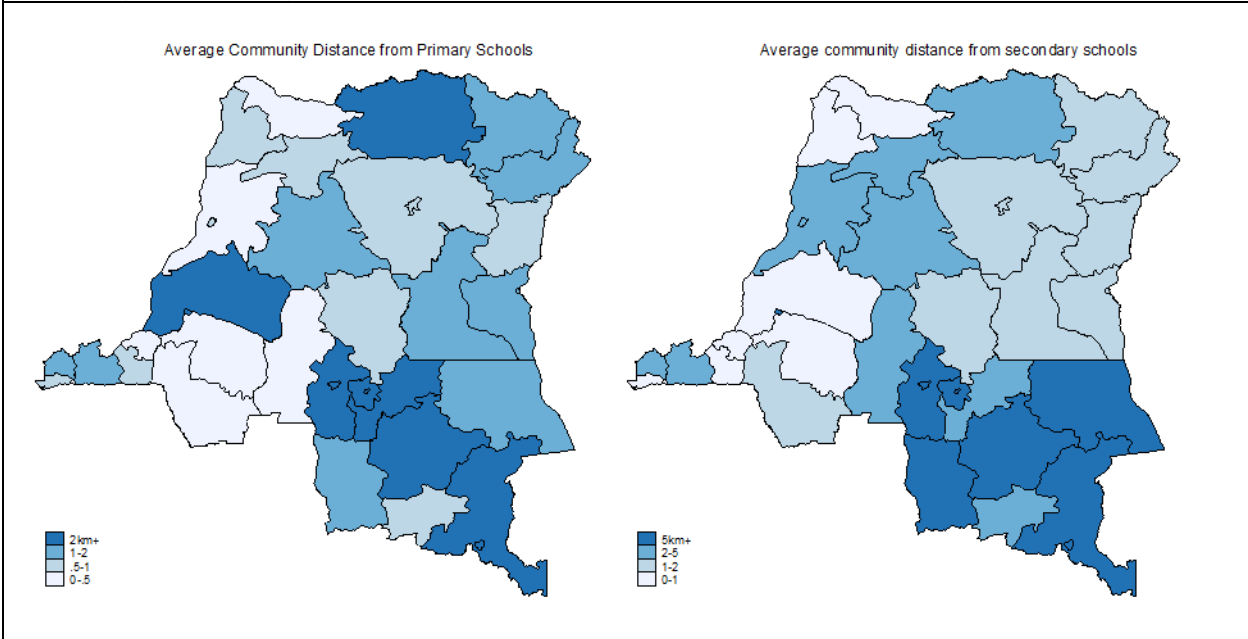 Average Community Distance from Primary Schools
2km+
1-2
.5-1
0-.5
Average community distance from secondary schools
5km+
2-5
1-2
0-1